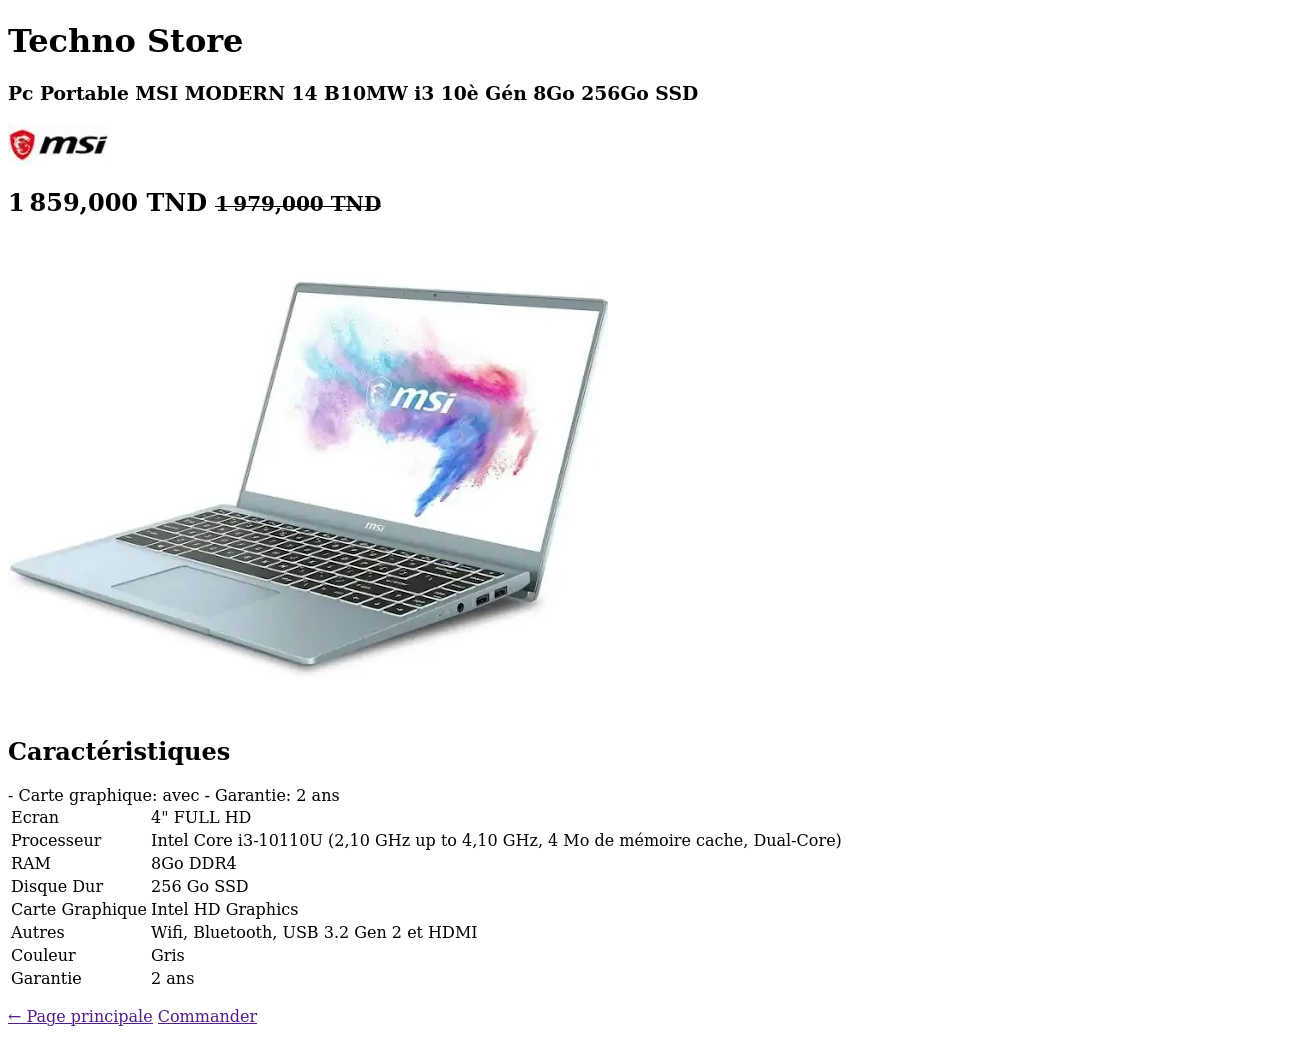 Techno Store
Pc Portable MSI MODERN 14 B10MW i3 10è Gén 8Go 256Go SSD
msi
1 859,000 TND 1 979,000 TND
msi
msi
Caractéristiques
- Carte graphique: avec - Garantie: 2 ans
Ecran 4" FULL HD
Processeur Intel Core i3-10110U (2,10 GHz up to 4,10 GHz, 4 Mo de mémoire cache, Dual-Core)
RAM 8Go DDR4
Disque Dur 256 Go SSD
Carte Graphique Intel HD Graphics
Autres Wifi, Bluetooth, USB 3.2 Gen 2 et HDMI
Couleur Gris
Garantie 2 ans
← Page principale Commander